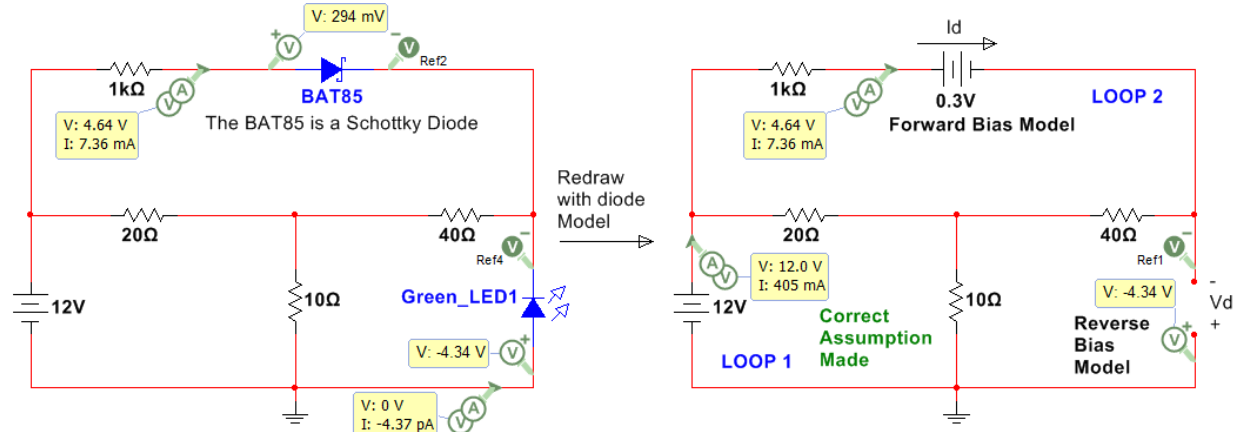 V: 294 mV
Ref2
1kΩ
BAT85
The BAT85 is a Schottky Diode
V: 4.64 V
I: 7.36 mA
20Ω
40Ω
Ref4
12V
10Ω
Green_LED1
V: -4.34 V
V: 0 V
I: -4.37 pA
V
V
V
A
V
V
V
A
Redraw
with diode
Model
Id
1kΩ
0.3V
LOOP 2
Forward Bias Model
V: 4.64 V
I: 7.36 mA
20Ω
40Ω
Ref1
V: 12.0 V
I: 405 mA
12V
10Ω
V: -4.34 V
-
Vd
+
Correct
Assumption
Made
Reverse
Bias
Model
LOOP 1
V
A
A
V
V
V